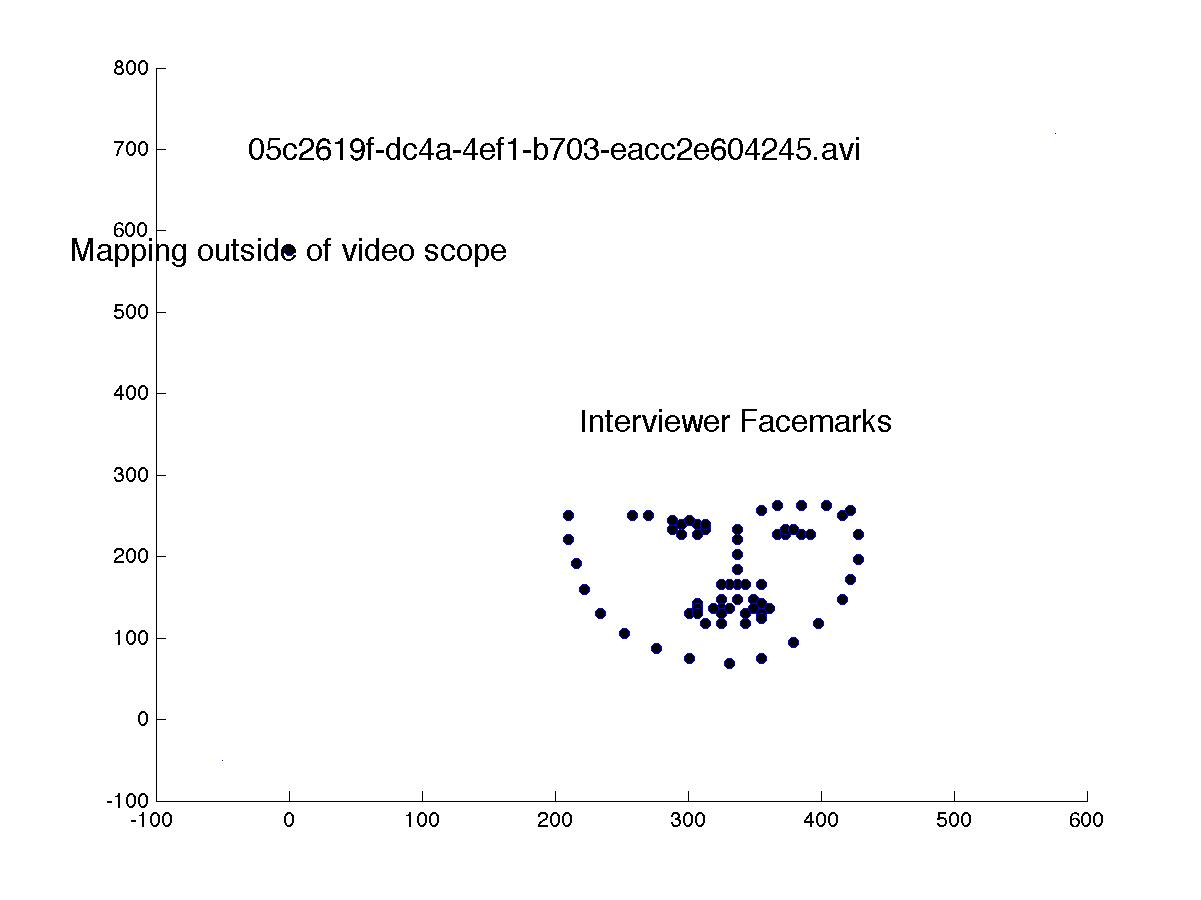 800
700
05c2619f-dc4a-4ef1-b703-eacc2e604245.avi
600
Mapping outside of video scope
500
400
Interviewer Facemarks
300
200
100
0
-100
-100 0 100 200 300 400 500 600